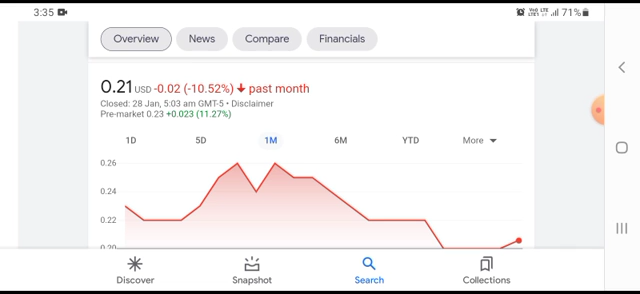 3:35 71%
Overview News Compare Financials
0.21 USD -0.02 (-10.52%) past month
Closed: 28 Jan, 5:03 am GMT-5 • Disclaimer
Pre-market 0.23 +0.023 (11.27%)
1D 5D 1M 6M YTD More
0.26
0.24
0.22
0.20
Discover Snapshot Search Collections